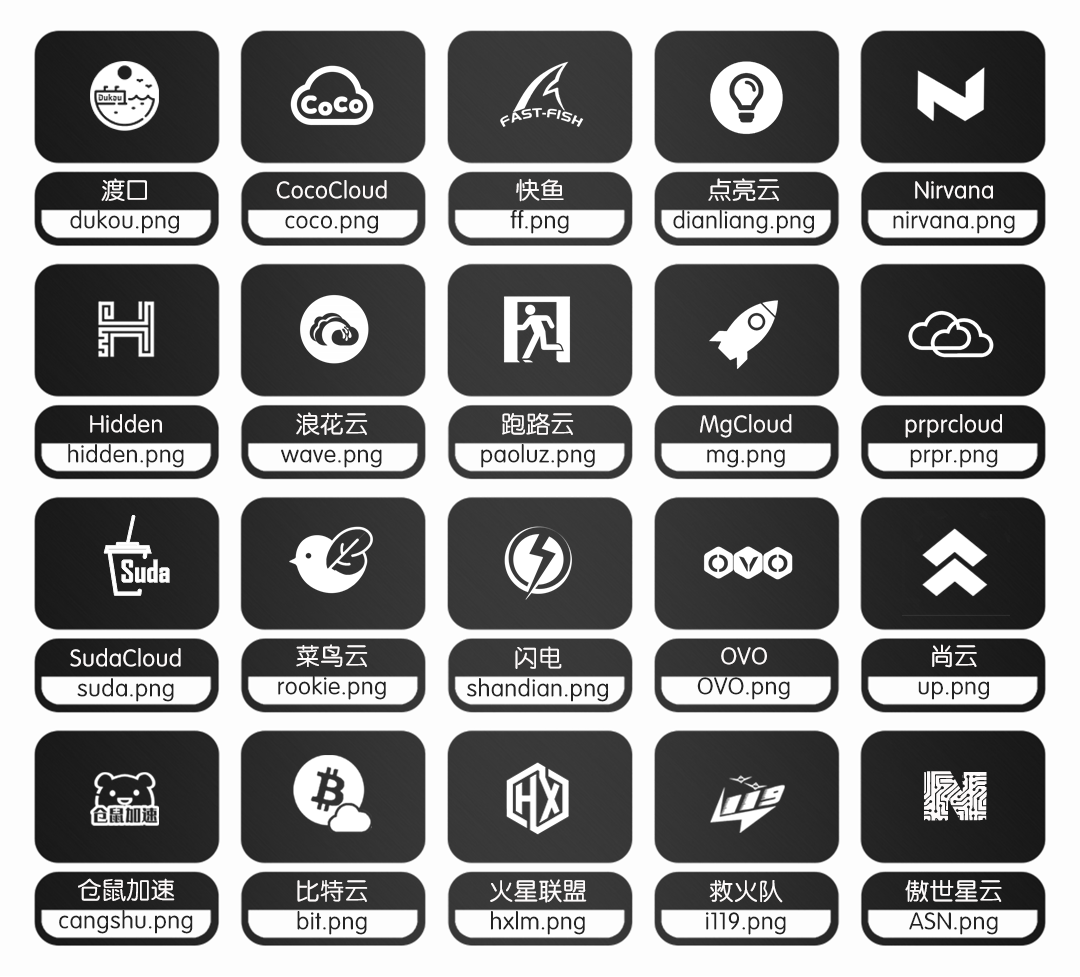 Dukou
CoCo
FAST-FISH
渡口
CocoCloud
快鱼
点亮云
Nirvana
dukou.png
coco.png
ff.png
dianliang.png
nirvana.png
Hidden
浪花云
跑路云
MgCloud
prprcloud
hidden.png
wave.png
paoluz.png
mg.png
prpr.png
Suda
OVO
SudaCloud
菜鸟云
闪电
OVO
尚云
suda.png
rookie.png
shandian.png
OVO.png
up.png
仓鼠加速
HX
119
仓鼠加速
比特云
火星联盟
救火队
傲世星云
cangshu.png
bit.png
hxlm.png
i119.png
ASN.png